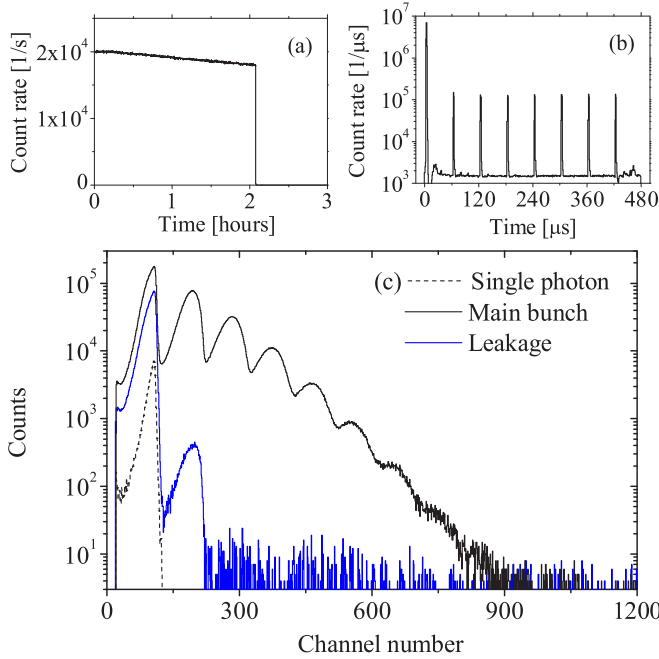 (a)
Count rate [1/s]
2x10⁴
1x10⁴
0
0 1 2 3
Time [hours]
(b)
Count rate [1/μs]
10⁷
10⁶
10⁵
10⁴
10³
0 120 240 360 480
Time [μs]
(c)
Single photon
Main bunch
Leakage
Counts
10⁵
10⁴
10³
10²
10¹
0 300 600 900 1200
Channel number